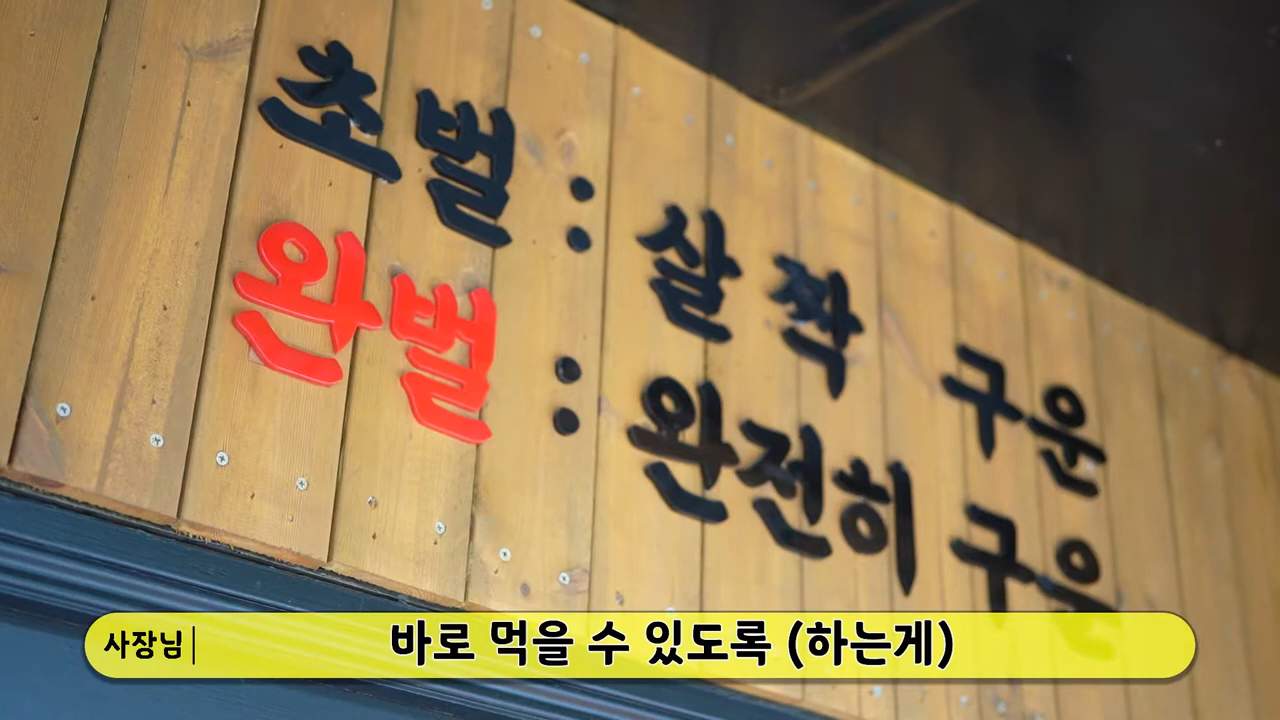 초벌 : 살짝 구운
완벌 : 완전히 구운
사장님 바로 먹을 수 있도록 (하는게)